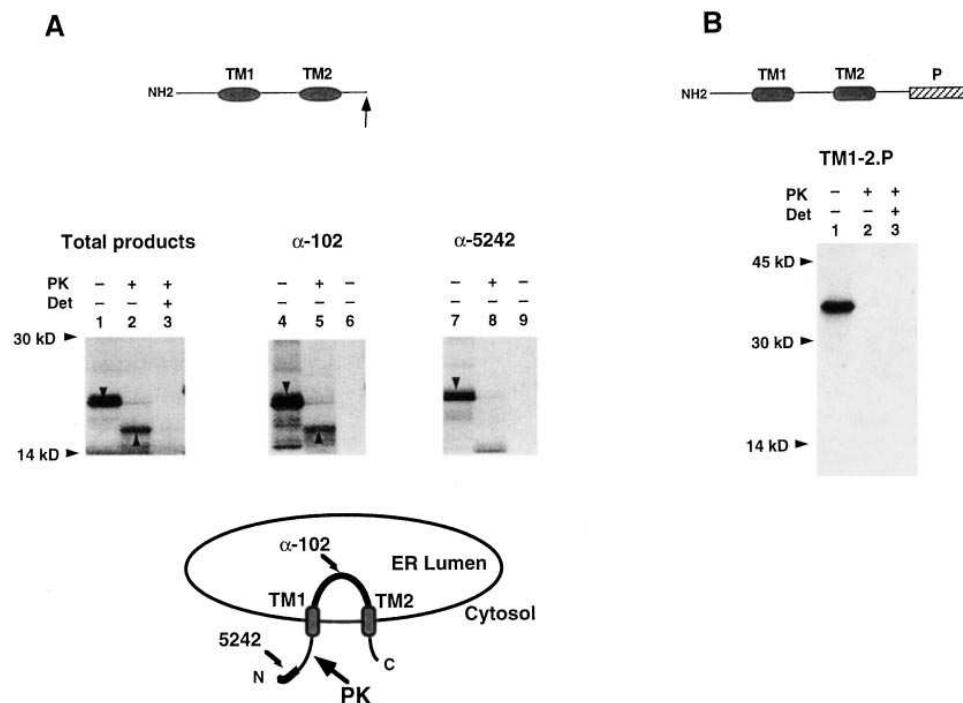 A
TM1 TM2
NH2
Total products
PK – + +
Det – – +
1 2 3
30 kD
14 kD
α-102
– + –
– – –
4 5 6
α-5242
– + –
– – –
7 8 9
α-102
ER Lumen
TM1 TM2
Cytosol
5242
N
C
PK
B
TM1 TM2 P
NH2
TM1-2.P
PK – + +
Det – – +
1 2 3
45 kD
30 kD
14 kD